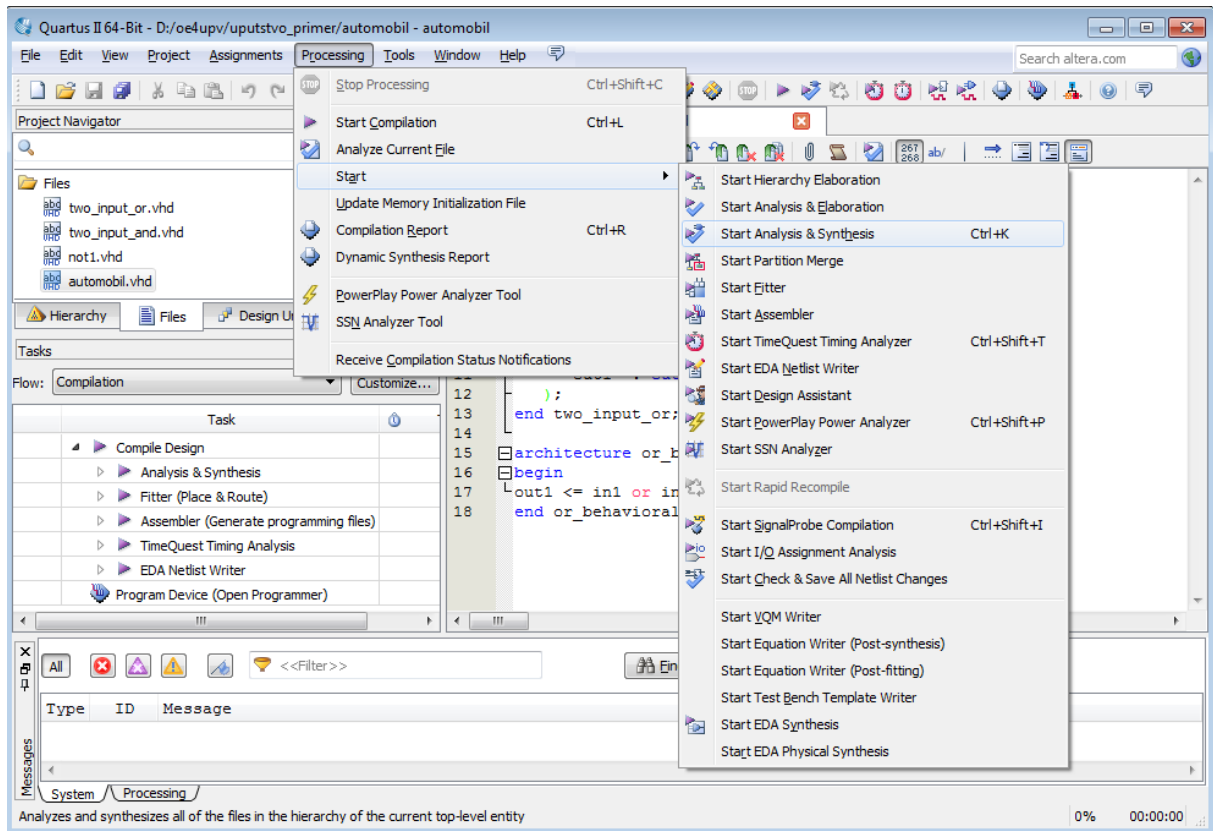 Quartus II 64-Bit - D:/oe4upv/uputstvo_primer/automobil - automobil
File Edit View Project Assignments Processing Tools Window Help
Search altera.com
Project Navigator
Files
two_input_or.vhd
two_input_and.vhd
not1.vhd
automobil.vhd
Hierarchy Files Design Un
Tasks
Flow: Compilation Customize...
Task
Compile Design
Analysis & Synthesis
Fitter (Place & Route)
Assembler (Generate programming files)
TimeQuest Timing Analysis
EDA Netlist Writer
Program Device (Open Programmer)
Stop Processing Ctrl+Shift+C
Start Compilation Ctrl+L
Analyze Current File
Start
Update Memory Initialization File
Compilation Report Ctrl+R
Dynamic Synthesis Report
PowerPlay Power Analyzer Tool
SSN Analyzer Tool
Receive Compilation Status Notifications
267
268 ab/
12 );
13 end two_input_or;
14
15 architecture or_b
16 begin
17 out1 <= in1 or in
18 end or_behavioral
Start Hierarchy Elaboration
Start Analysis & Elaboration
Start Analysis & Synthesis Ctrl+K
Start Partition Merge
Start Fitter
Start Assembler
Start TimeQuest Timing Analyzer Ctrl+Shift+T
Start EDA Netlist Writer
Start Design Assistant
Start PowerPlay Power Analyzer Ctrl+Shift+P
Start SSN Analyzer
Start Rapid Recompile
Start SignalProbe Compilation Ctrl+Shift+I
Start I/O Assignment Analysis
Start Check & Save All Netlist Changes
Start VQM Writer
Start Equation Writer (Post-synthesis)
Start Equation Writer (Post-fitting)
Start Test Bench Template Writer
Start EDA Synthesis
Start EDA Physical Synthesis
All <<Filter>> Fin
Type ID Message
Messages
System Processing
Analyzes and synthesizes all of the files in the hierarchy of the current top-level entity 0% 00:00:00